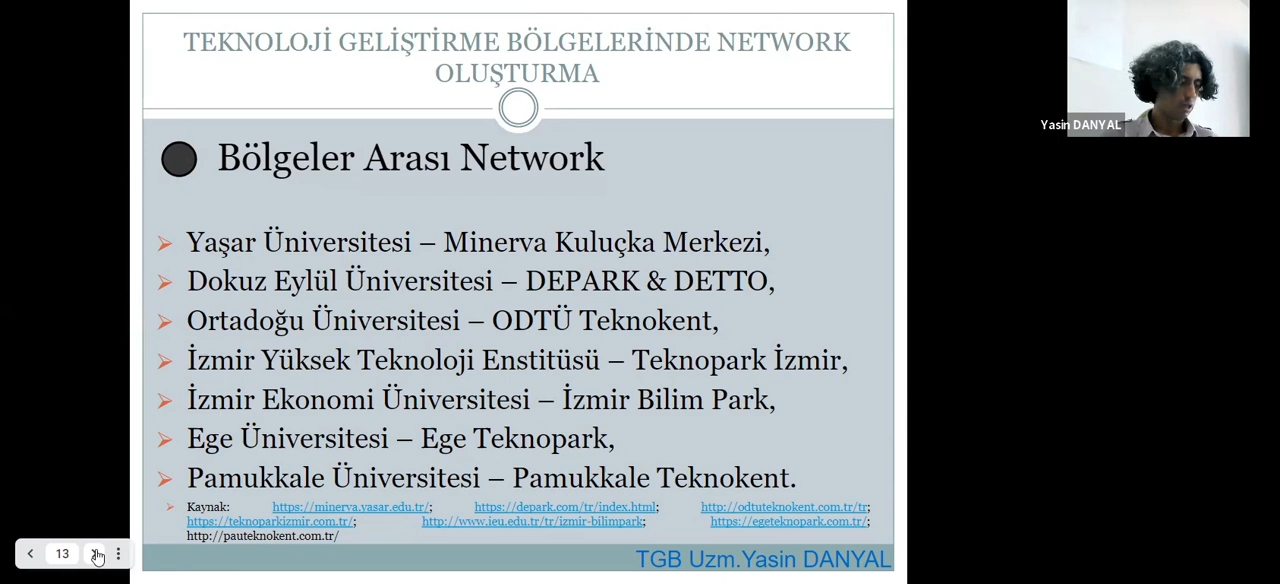 TEKNOLOJİ GELİŞTİRME BÖLGELERİNDE NETWORK
OLUŞTURMA
Bölgeler Arası Network
Yaşar Üniversitesi – Minerva Kuluçka Merkezi,
Dokuz Eylül Üniversitesi – DEPARK & DETTO,
Ortadoğu Üniversitesi – ODTÜ Teknokent,
İzmir Yüksek Teknoloji Enstitüsü – Teknopark İzmir,
İzmir Ekonomi Üniversitesi – İzmir Bilim Park,
Ege Üniversitesi – Ege Teknopark,
Pamukkale Üniversitesi – Pamukkale Teknokent.
Kaynak: https://minerva.yasar.edu.tr/; https://depark.com/tr/index.html; http://odtuteknokent.com.tr/tr;
https://teknoparkizmir.com.tr/; http://www.ieu.edu.tr/tr/izmir-bilimpark; https://egeteknopark.com.tr/;
http://pauteknokent.com.tr/
TGB Uzm.Yasin DANYAL
13
Yasin DANYAL